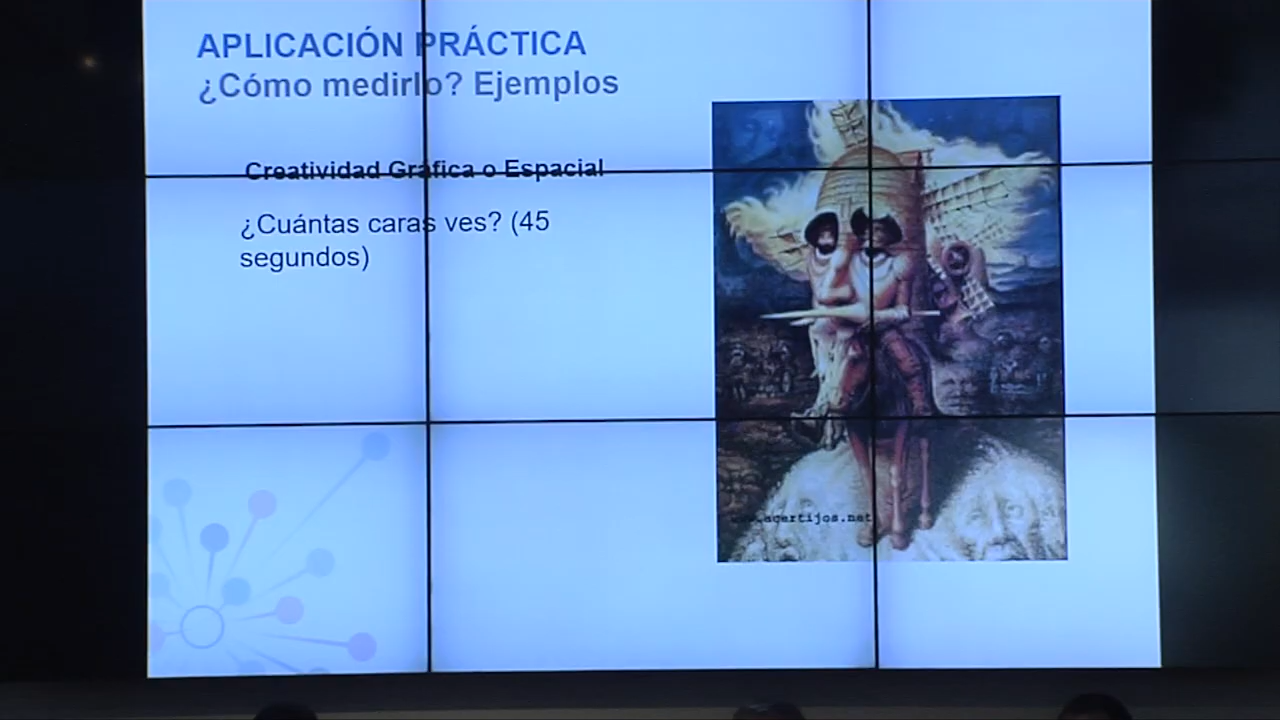 APLICACIÓN PRÁCTICA
¿Cómo medirlo? Ejemplos
Creatividad Gráfica o Espacial
¿Cuántas caras ves? (45
segundos)
www.acertijos.net